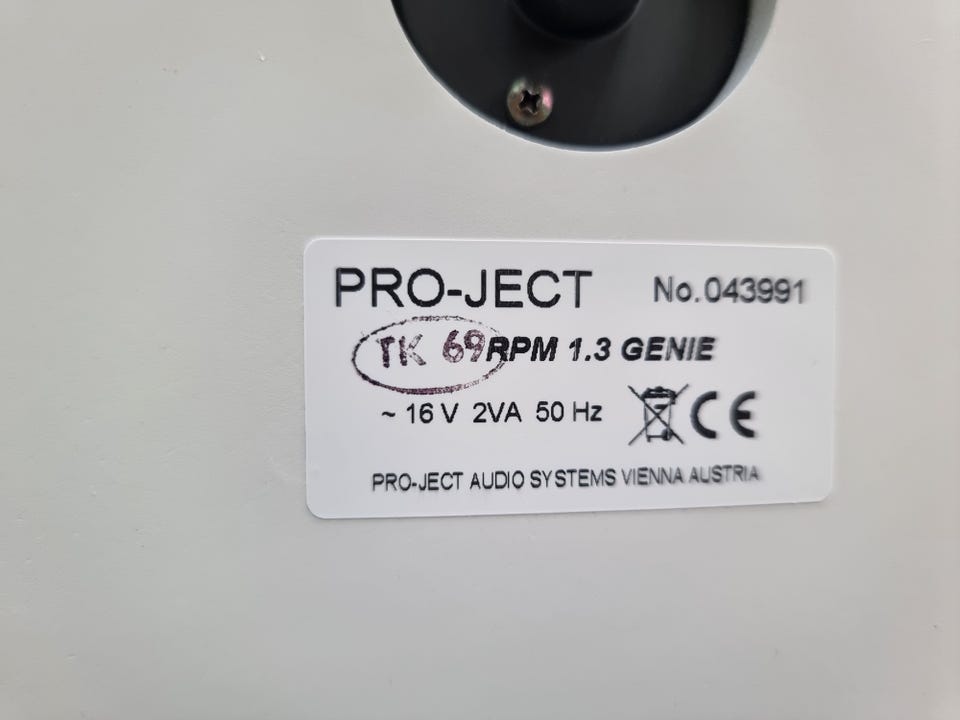 PRO-JECT No.043991
TK 69 RPM 1.3 GENIE
~ 16 V 2VA 50 Hz CE
PRO-JECT AUDIO SYSTEMS VIENNA AUSTRIA